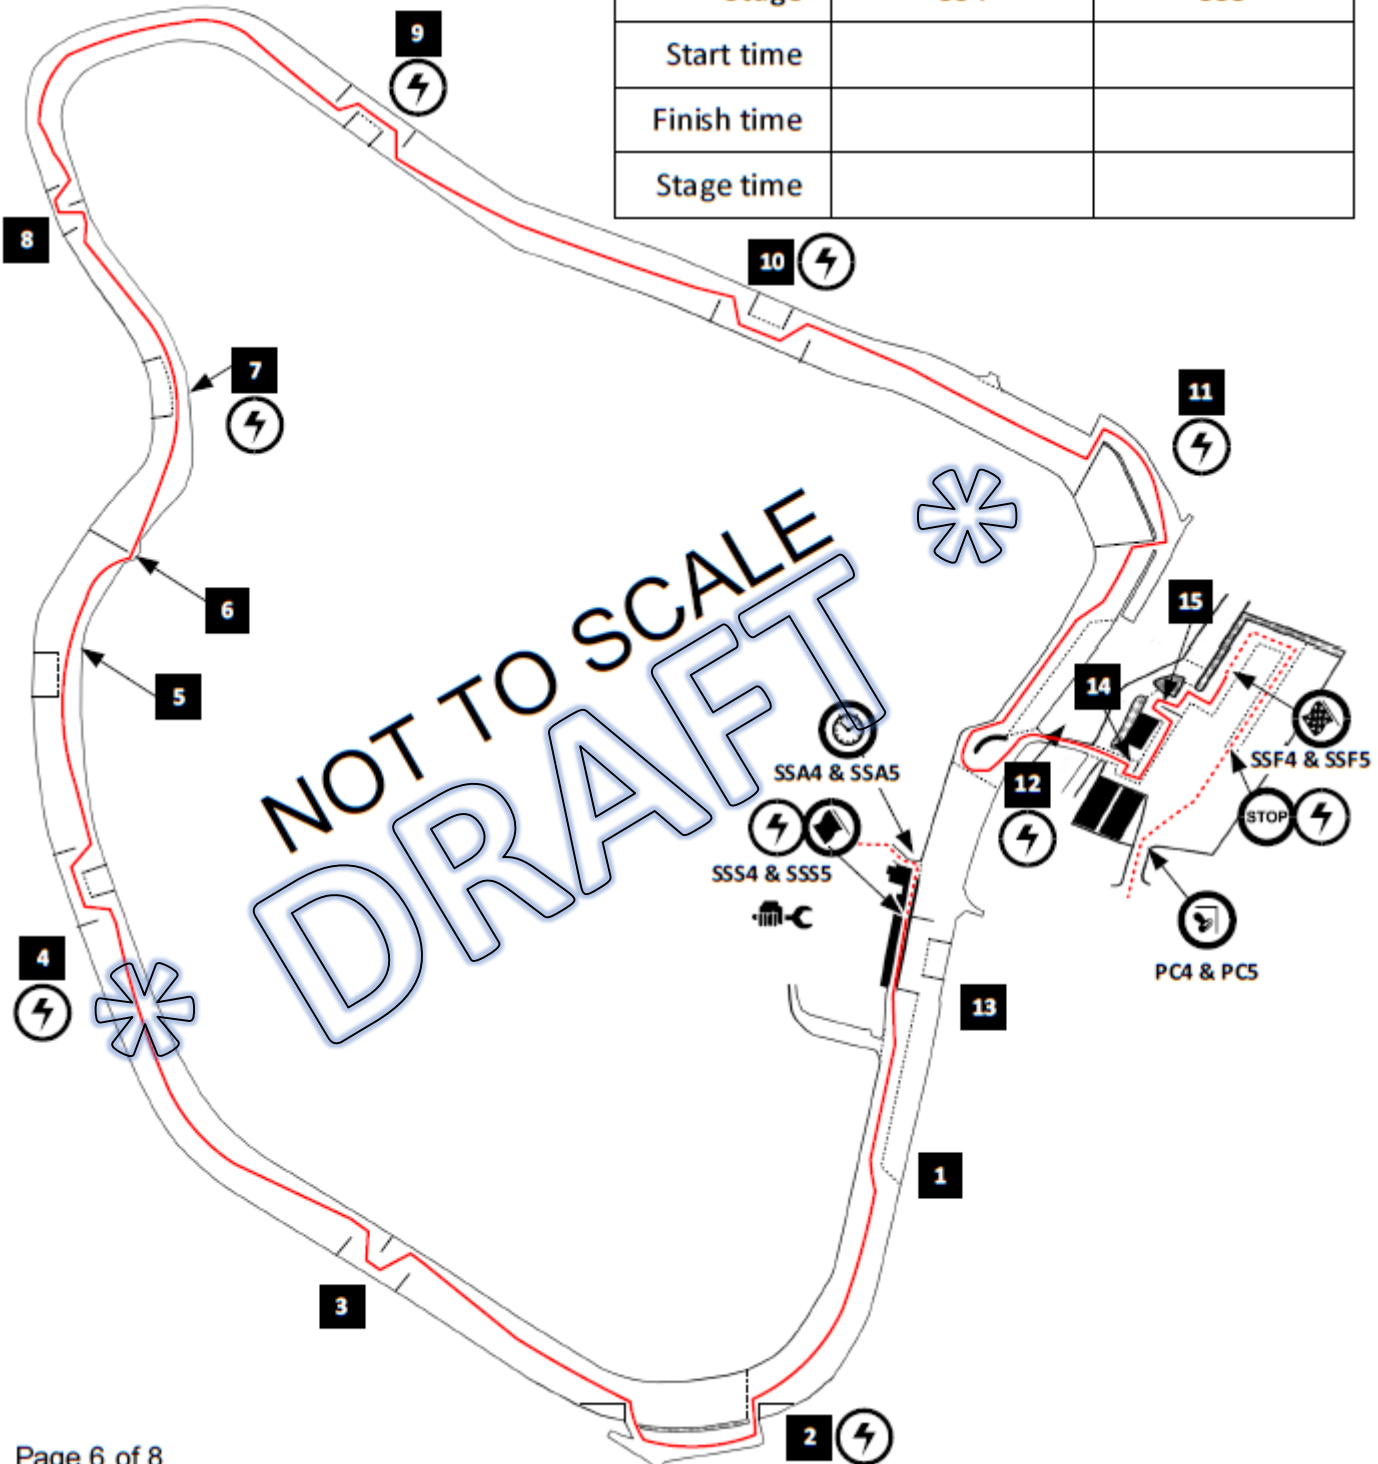 Start time
Finish time
Stage time
9
8
10
7
11
6
15
5
14
NOT TO SCALE
DRAFT
SSA4 & SSA5
SSF4 & SSF5
12
STOP
SSS4 & SSS5
4
PC4 & PC5
13
1
3
2
Page 6 of 8